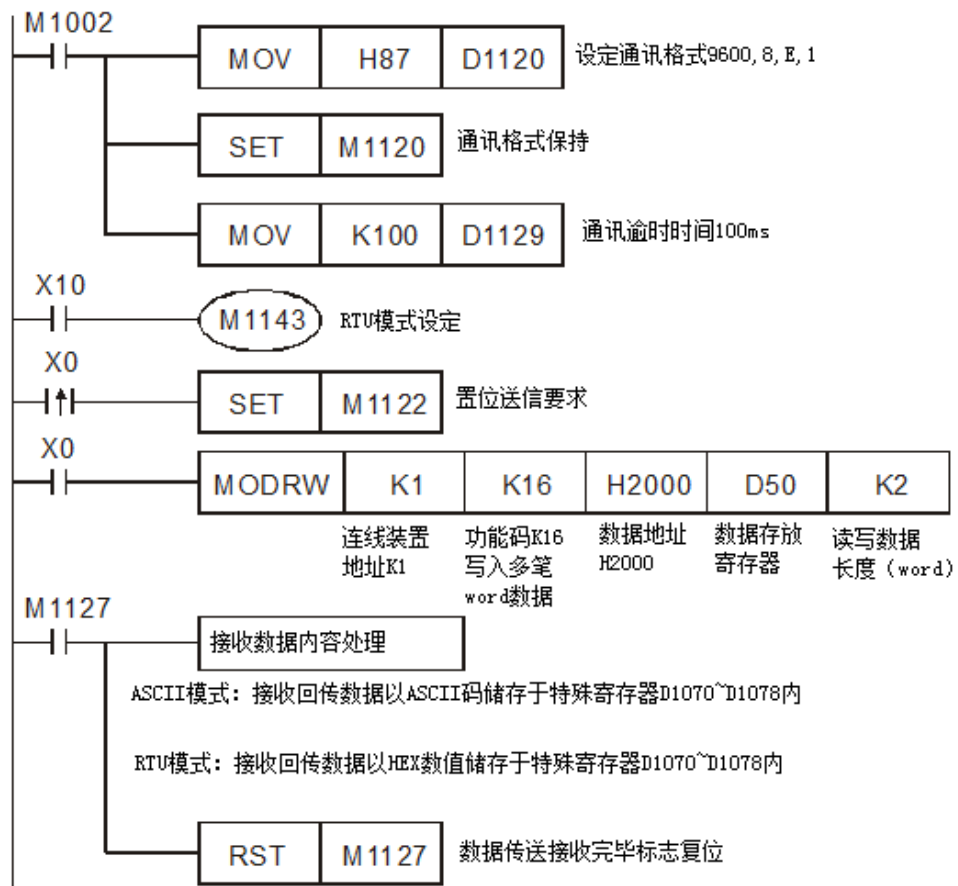 M1002
MOV H87 D1120 设定通讯格式9600,8,E,1
SET M1120 通讯格式保持
MOV K100 D1129 通讯逾时时间100ms
X10
M1143 RTU模式设定
X0
SET M1122 置位送信要求
X0
MODRW K1 K16 H2000 D50 K2
连线装置 功能码K16 数据地址 数据存放 读写数据
地址K1 写入多笔 H2000 寄存器 长度（word）
word数据
M1127
接收数据内容处理
ASCII模式：接收回传数据以ASCII码储存于特殊寄存器D1070~D1078内
RTU模式：接收回传数据以HEX数值储存于特殊寄存器D1070~D1078内
RST M1127 数据传送接收完毕标志复位